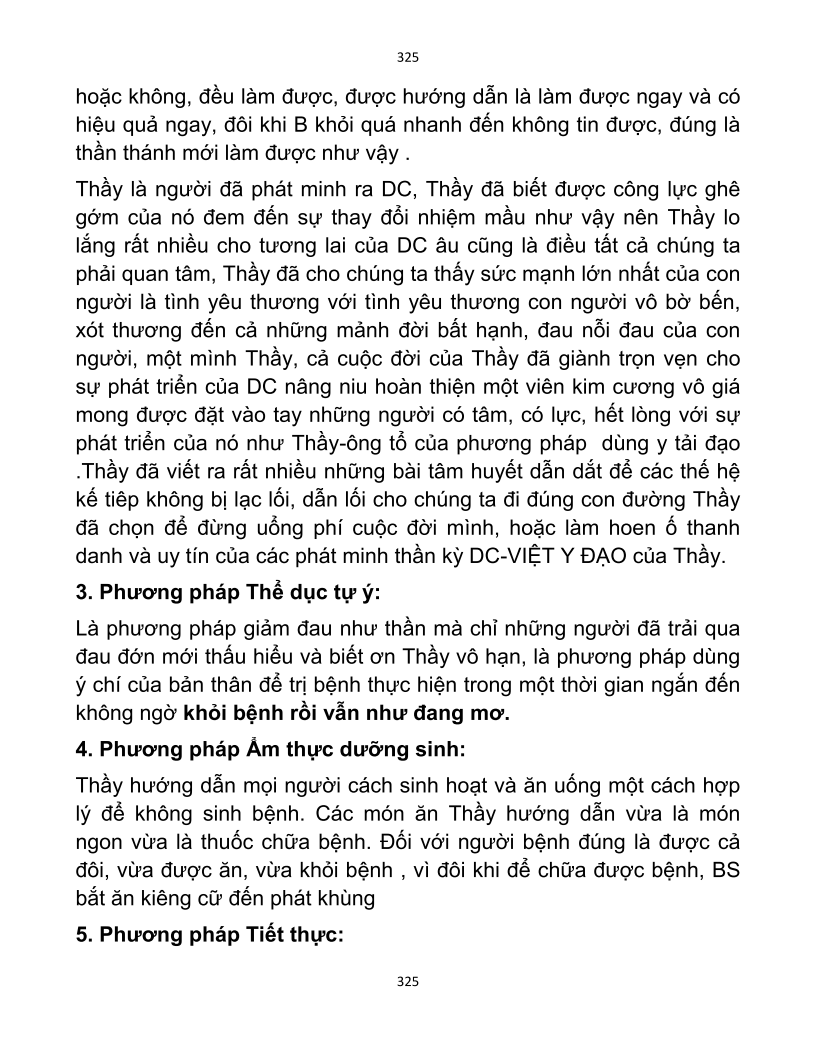 325
hoặc không, đều làm được, được hướng dẫn là làm được ngay và có
hiệu quả ngay, đôi khi B khỏi quá nhanh đến không tin được, đúng là
thần thánh mới làm được như vậy .
Thầy là người đã phát minh ra DC, Thầy đã biết được công lực ghê
gớm của nó đem đến sự thay đổi nhiệm mầu như vậy nên Thầy lo
lắng rất nhiều cho tương lai của DC âu cũng là điều tất cả chúng ta
phải quan tâm, Thầy đã cho chúng ta thấy sức mạnh lớn nhất của con
người là tình yêu thương với tình yêu thương con người vô bờ bến,
xót thương đến cả những mảnh đời bất hạnh, đau nỗi đau của con
người, một mình Thầy, cả cuộc đời của Thầy đã giành trọn vẹn cho
sự phát triển của DC nâng niu hoàn thiện một viên kim cương vô giá
mong được đặt vào tay những người có tâm, có lực, hết lòng với sự
phát triển của nó như Thầy-ông tổ của phương pháp  dùng y tải đạo
.Thầy đã viết ra rất nhiều những bài tâm huyết dẫn dắt để các thế hệ
kế tiêp không bị lạc lối, dẫn lối cho chúng ta đi đúng con đường Thầy
đã chọn để đừng uổng phí cuộc đời mình, hoặc làm hoen ố thanh
danh và uy tín của các phát minh thần kỳ DC-VIỆT Y ĐẠO của Thầy.
3. Phương pháp Thể dục tự ý:
Là phương pháp giảm đau như thần mà chỉ những người đã trải qua
đau đớn mới thấu hiểu và biết ơn Thầy vô hạn, là phương pháp dùng
ý chí của bản thân để trị bệnh thực hiện trong một thời gian ngắn đến
không ngờ khỏi bệnh rồi vẫn như đang mơ.
4. Phương pháp Ẩm thực dưỡng sinh:
Thầy hướng dẫn mọi người cách sinh hoạt và ăn uống một cách hợp
lý để không sinh bệnh. Các món ăn Thầy hướng dẫn vừa là món
ngon vừa là thuốc chữa bệnh. Đối với người bệnh đúng là được cả
đôi, vừa được ăn, vừa khỏi bệnh , vì đôi khi để chữa được bệnh, BS
bắt ăn kiêng cữ đến phát khùng
5. Phương pháp Tiết thực:
325